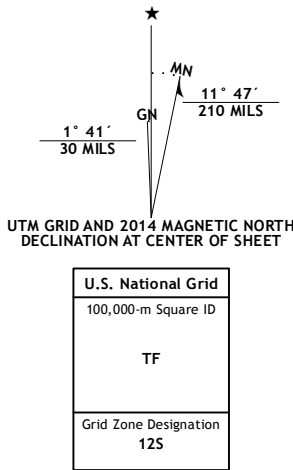 MN
GN
11° 47´
210 MILS
1° 41´
30 MILS
UTM GRID AND 2014 MAGNETIC NORTH
DECLINATION AT CENTER OF SHEET
U.S. National Grid
100,000-m Square ID
TF
Grid Zone Designation
12S